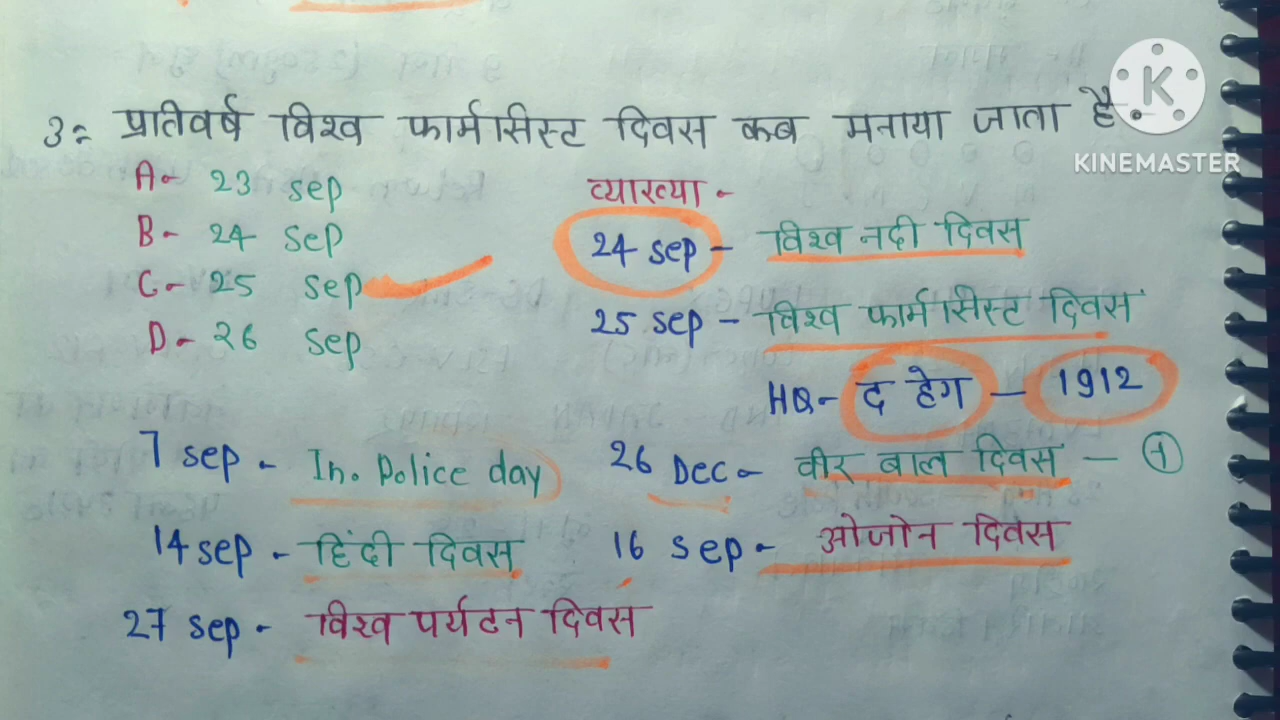 3= प्रतिवर्ष विश्व फार्मासिस्ट दिवस कब मनाया जाता है.
A- 23 sep
B- 24 sep
C- 25 sep
D- 26 sep
व्याख्या -
24 sep - विश्व नदी दिवस
25 sep - विश्व फार्मासिस्ट दिवस
HQ- द हेग - 1912
7 sep - In. Police day
26 Dec - वीर बाल दिवस - 1
14 sep - हिंदी दिवस
16 sep - ओजोन दिवस
27 sep - विश्व पर्यटन दिवस
K
KINEMASTER